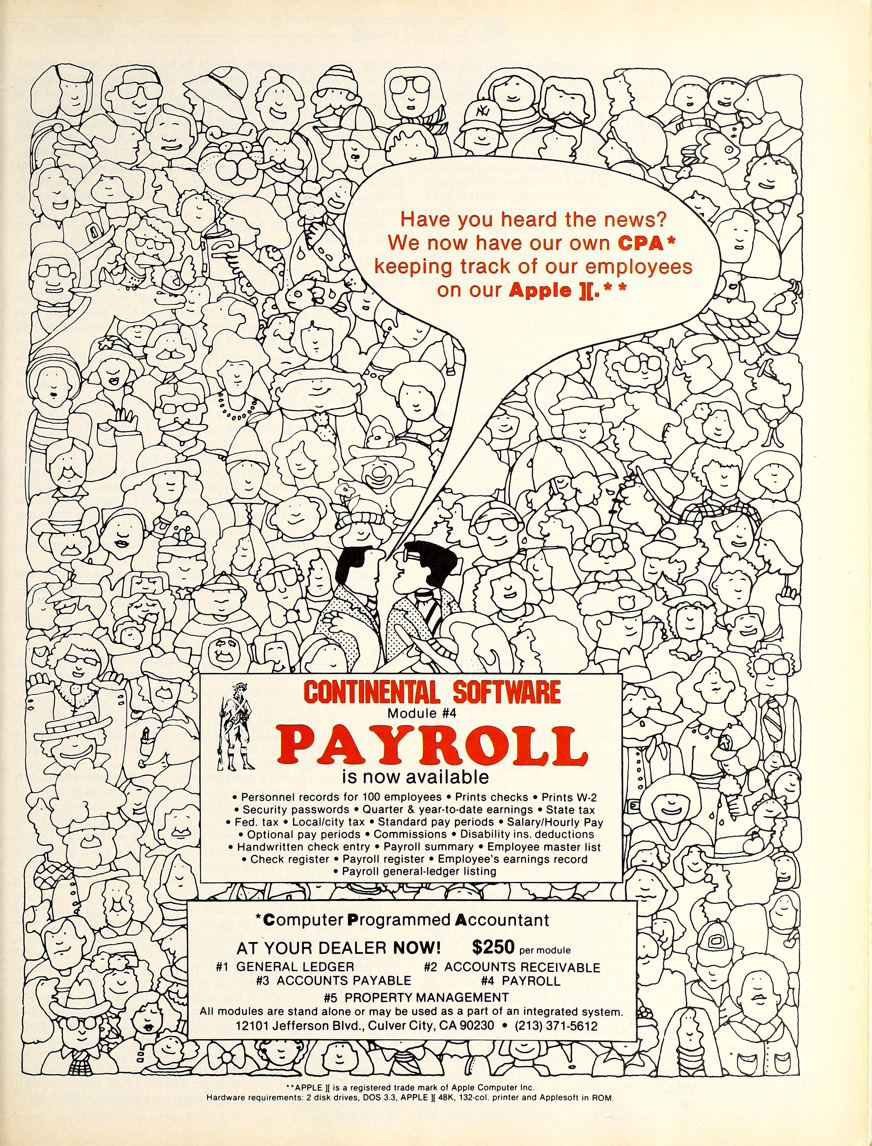 NY
Have you heard the news?
We now have our own CPA*
keeping track of our employees
on our Apple ][.**
CONTINENTAL SOFTWARE
Module #4
PAYROLL
is now available
• Personnel records for 100 employees • Prints checks • Prints W-2
• Security passwords • Quarter & year-to-date earnings • State tax
• Fed. tax • Local/city tax • Standard pay periods • Salary/Hourly Pay
• Optional pay periods • Commissions • Disability ins. deductions
• Handwritten check entry • Payroll summary • Employee master list
• Check register • Payroll register • Employee's earnings record
• Payroll general-ledger listing
*Computer Programmed Accountant
AT YOUR DEALER NOW! $250 per module
#1 GENERAL LEDGER #2 ACCOUNTS RECEIVABLE
#3 ACCOUNTS PAYABLE #4 PAYROLL
#5 PROPERTY MANAGEMENT
All modules are stand alone or may be used as a part of an integrated system.
12101 Jefferson Blvd., Culver City, CA 90230 • (213) 371-5612
**APPLE ][ is a registered trade mark of Apple Computer Inc.
Hardware requirements: 2 disk drives, DOS 3.3, APPLE ][ 48K, 132-col. printer and Applesoft in ROM.